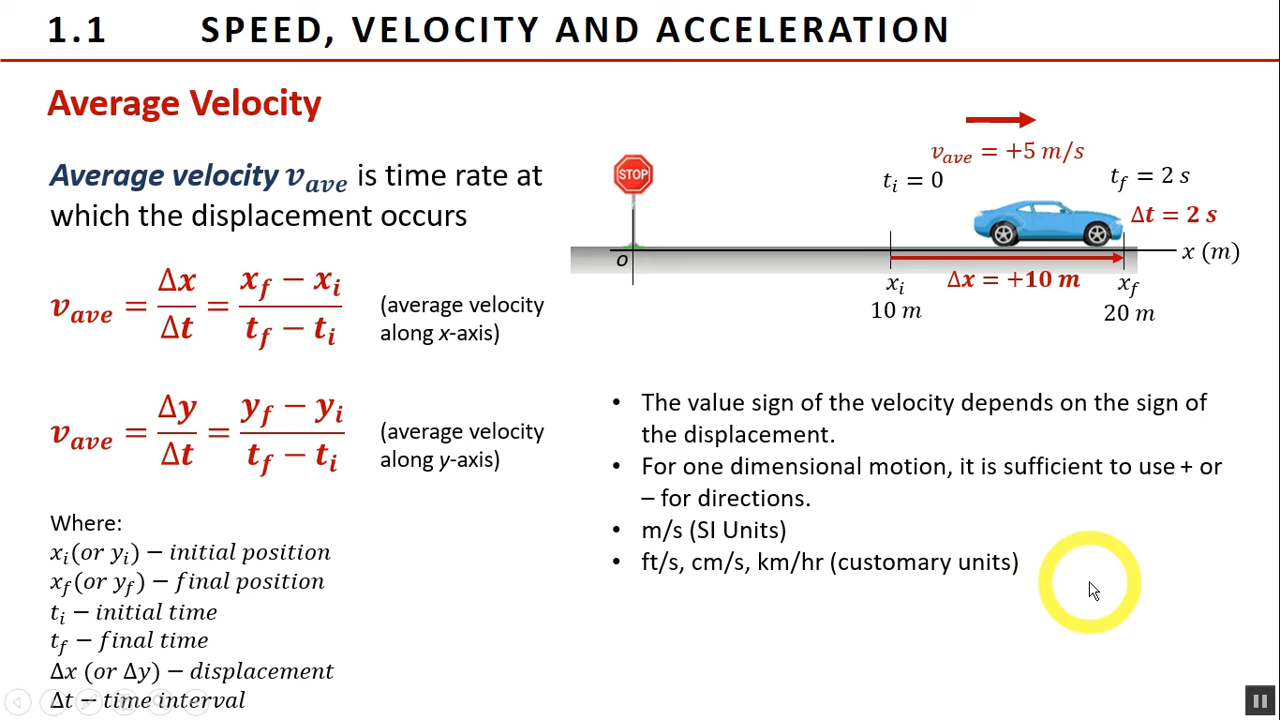 1.1 SPEED, VELOCITY AND ACCELERATION
Average Velocity
Average velocity v_ave is time rate at
which the displacement occurs
v_ave = Δx/Δt = (x_f − x_i)/(t_f − t_i) (average velocity
along x-axis)
v_ave = Δy/Δt = (y_f − y_i)/(t_f − t_i) (average velocity
along y-axis)
Where:
x_i(or y_i) − initial position
x_f(or y_f) − final position
t_i − initial time
t_f − final time
Δx (or Δy) − displacement
Δt − time interval
v_ave = +5 m/s
t_i = 0
t_f = 2 s
STOP
Δt = 2 s
O
x (m)
x_i
Δx = +10 m
x_f
10 m
20 m
• The value sign of the velocity depends on the sign of
the displacement.
• For one dimensional motion, it is sufficient to use + or
– for directions.
• m/s (SI Units)
• ft/s, cm/s, km/hr (customary units)